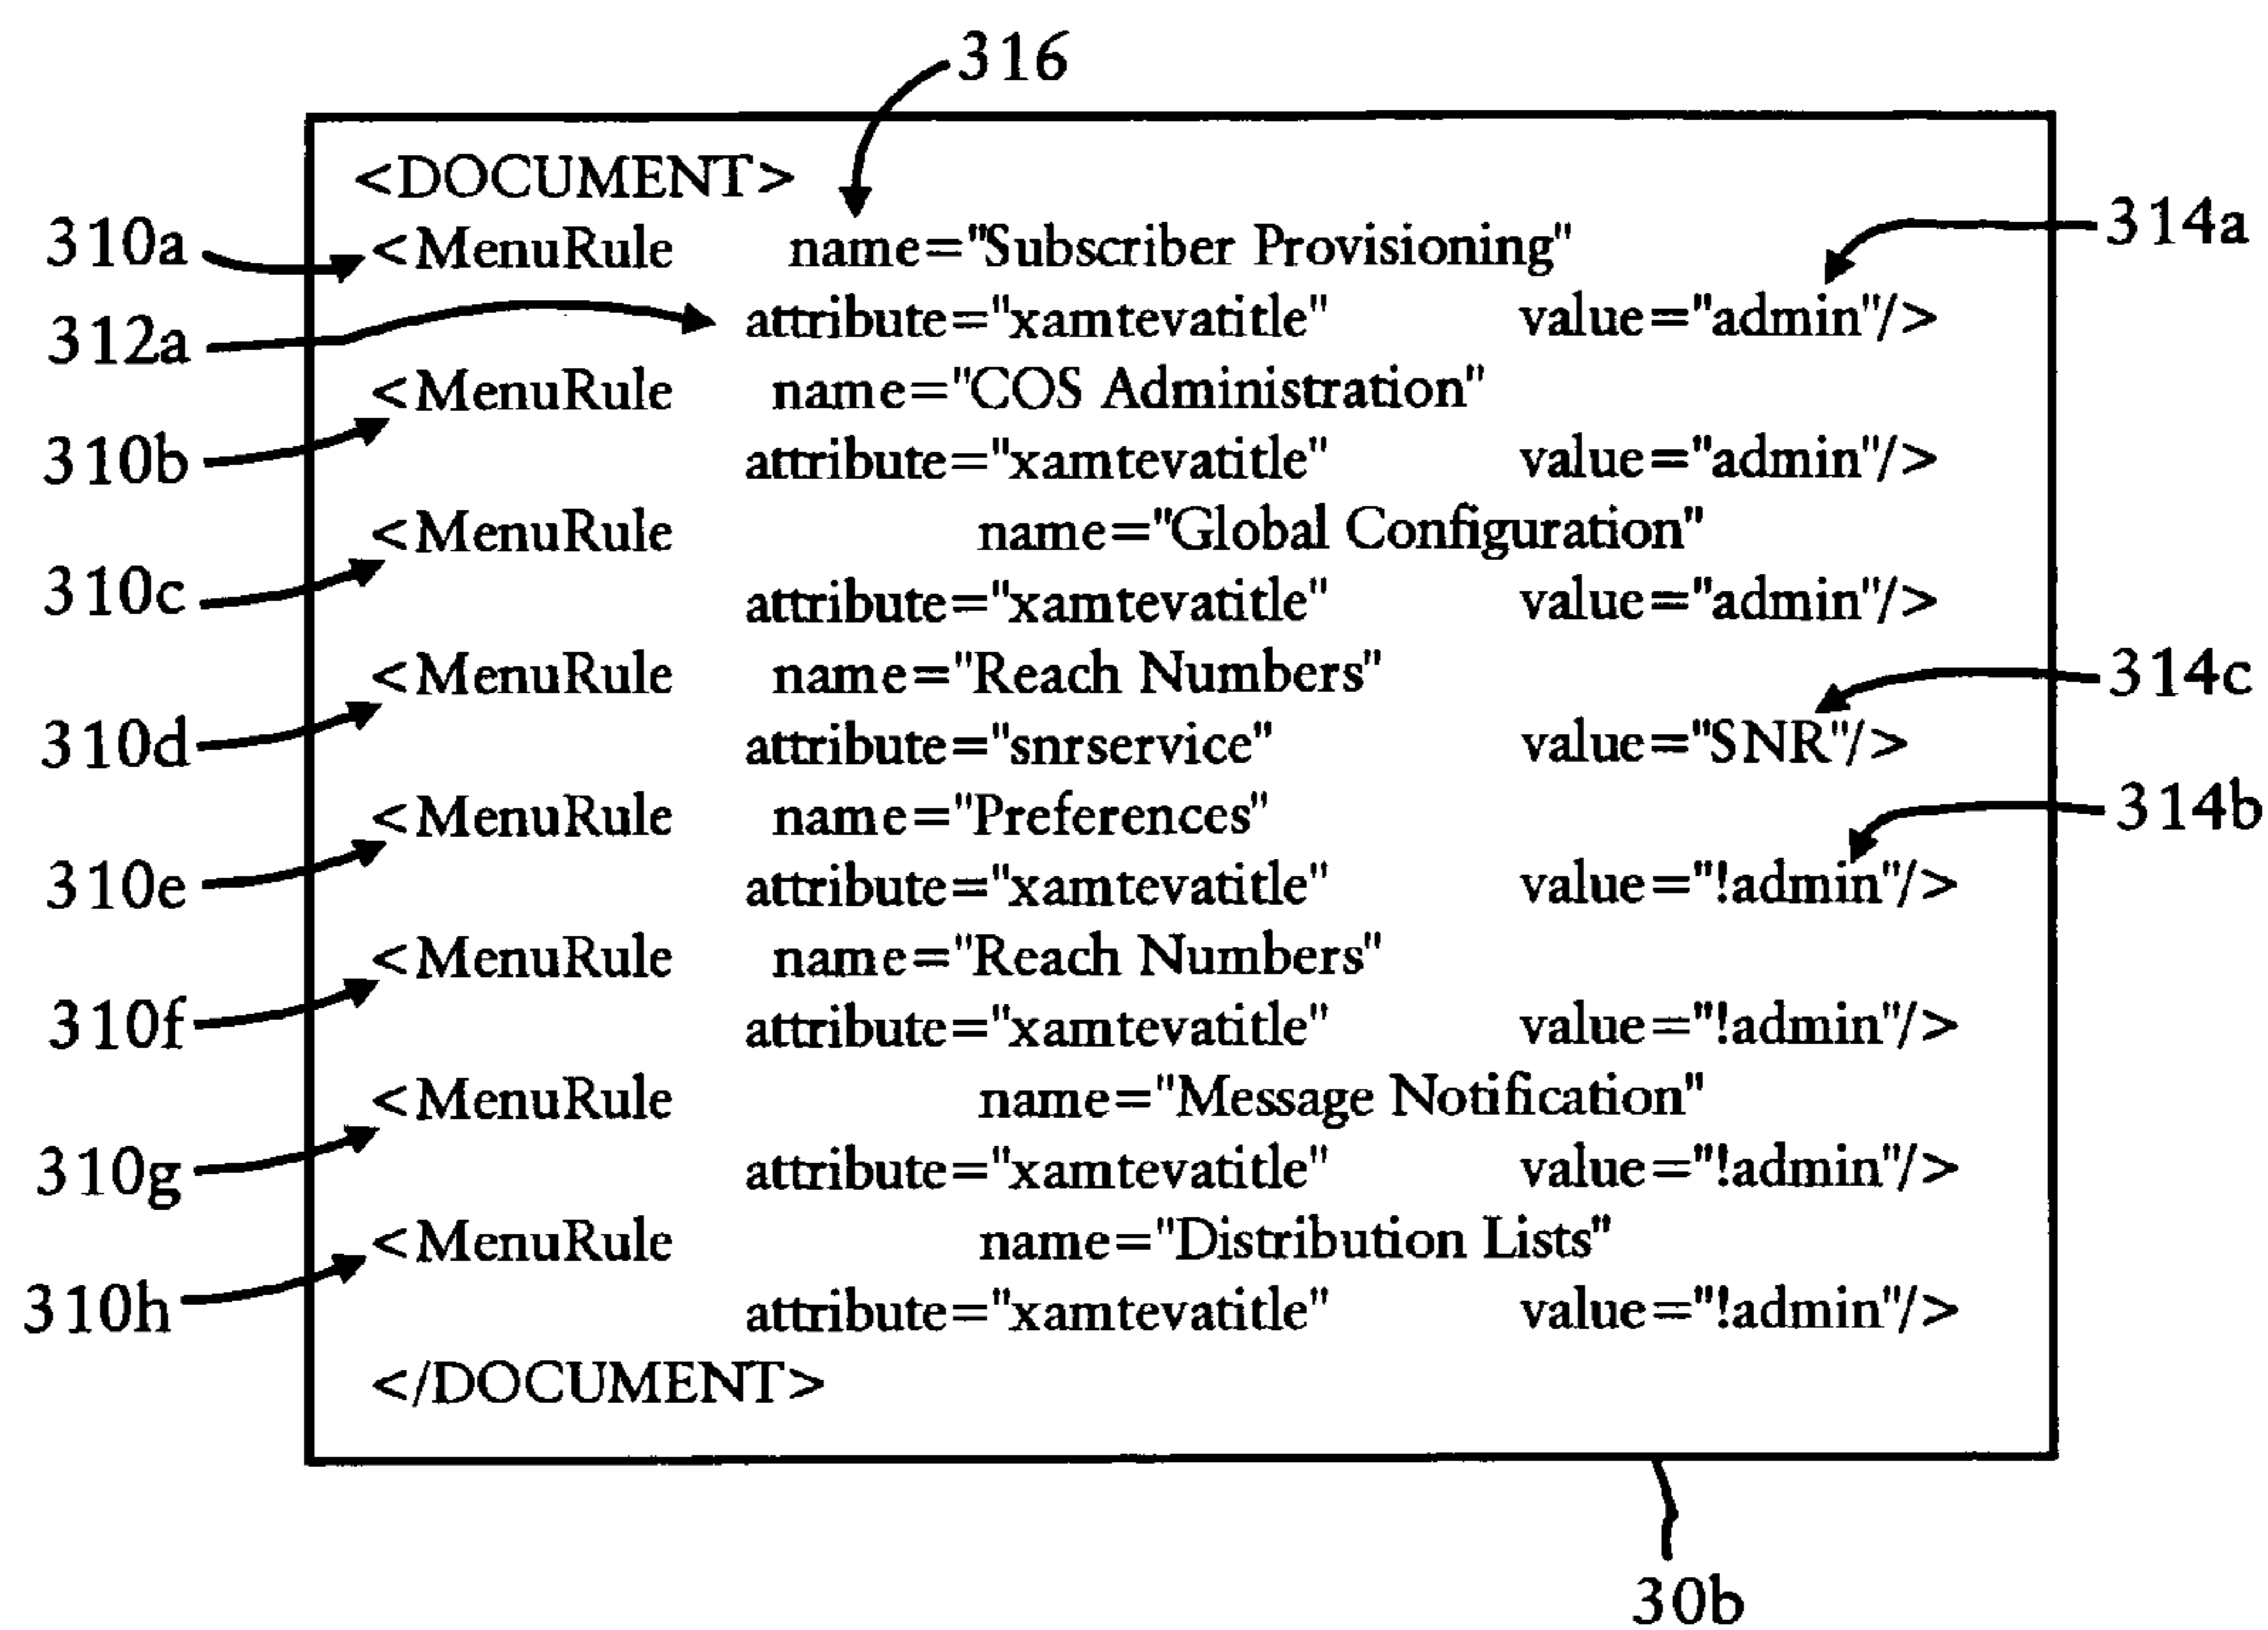 316
<DOCUMENT>
310a <MenuRule name="Subscriber Provisioning" 314a
312a attribute="xamtevatitle" value="admin"/>
<MenuRule name="COS Administration"
310b attribute="xamtevatitle" value="admin"/>
<MenuRule name="Global Configuration"
310c attribute="xamtevatitle" value="admin"/>
<MenuRule name="Reach Numbers" 314c
310d attribute="snrservice" value="SNR"/>
<MenuRule name="Preferences" 314b
310e attribute="xamtevatitle" value="!admin"/>
<MenuRule name="Reach Numbers"
310f attribute="xamtevatitle" value="!admin"/>
<MenuRule name="Message Notification"
310g attribute="xamtevatitle" value="!admin"/>
<MenuRule name="Distribution Lists"
310h attribute="xamtevatitle" value="!admin"/>
</DOCUMENT>
30b